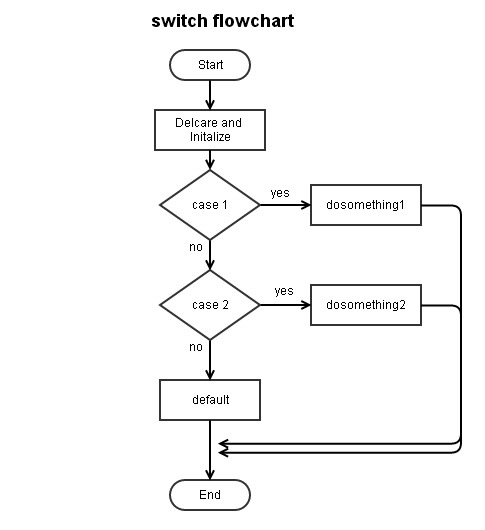 switch flowchart
Start
Delcare and
Initalize
case 1
yes
dosomething1
no
case 2
yes
dosomething2
no
default
End